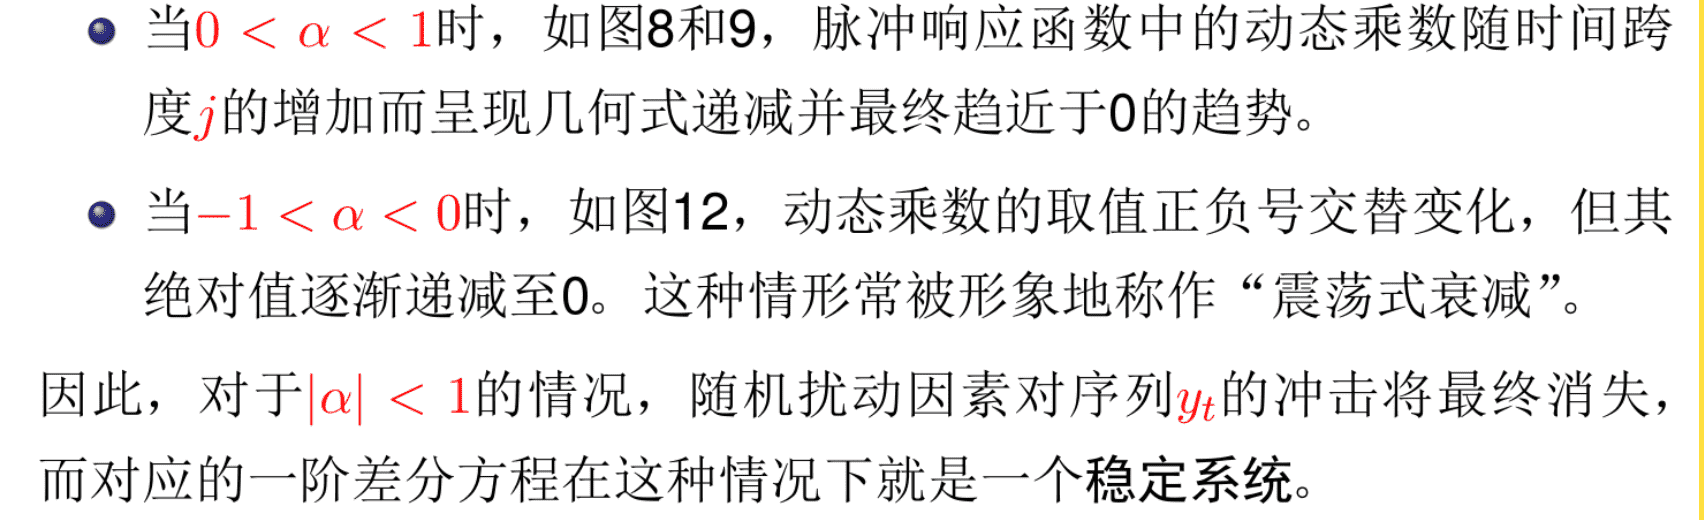 当0 < α < 1时，如图8和9，脉冲响应函数中的动态乘数随时间跨
度j的增加而呈现几何式递减并最终趋近于0的趋势。
当−1 < α < 0时，如图12，动态乘数的取值正负号交替变化，但其
绝对值逐渐递减至0。这种情形常被形象地称作“震荡式衰减”。
因此，对于|α| < 1的情况，随机扰动因素对序列yₜ的冲击将最终消失，
而对应的一阶差分方程在这种情况下就是一个稳定系统。